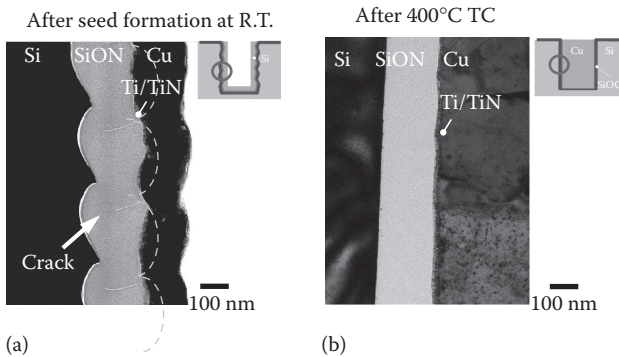 After seed formation at R.T.
Si
SiON
Cu
Ti/TiN
Si
Crack
100 nm
(a)
After 400°C TC
Si
SiON
Cu
Ti/TiN
Cu
Si
100 nm
(b)